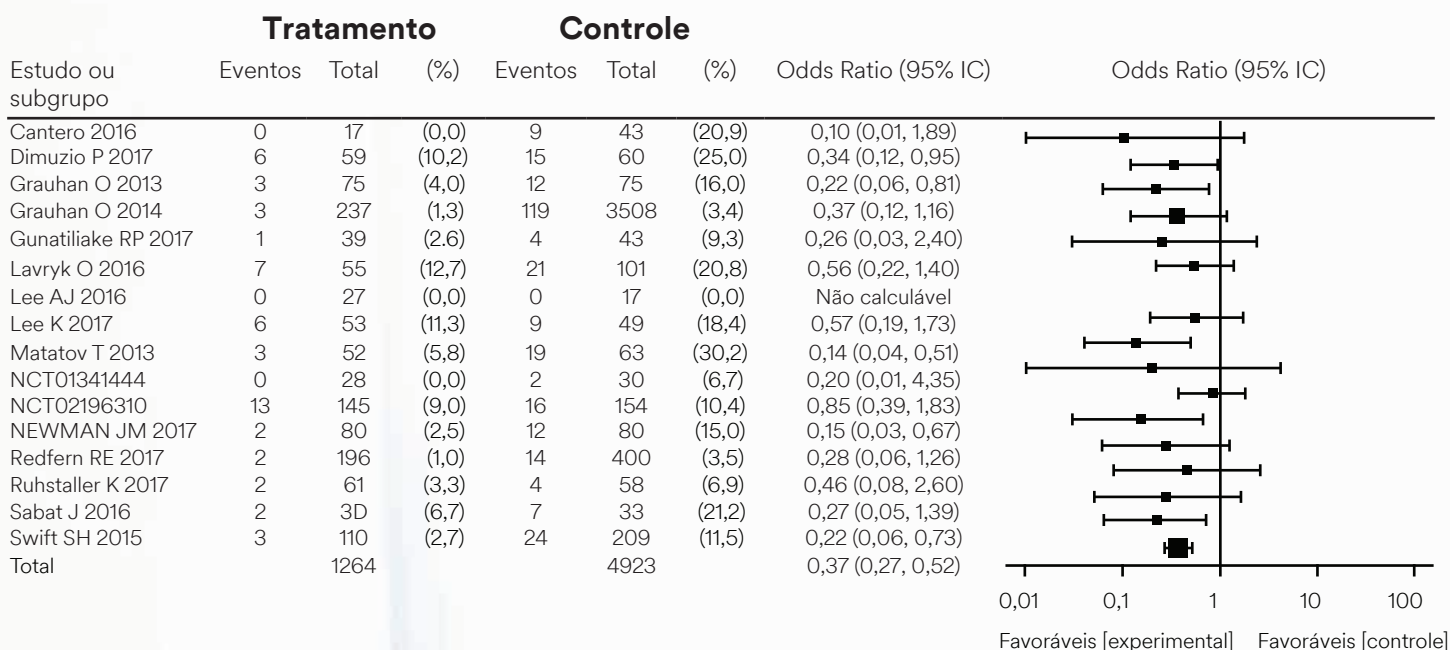 Tratamento Controle
Estudo ou subgrupo Eventos Total (%) Eventos Total (%) Odds Ratio (95% IC) Odds Ratio (95% IC)
Cantero 2016 0 17 (0,0) 9 43 (20,9) 0,10 (0,01, 1,89)
Dimuzio P 2017 6 59 (10,2) 15 60 (25,0) 0,34 (0,12, 0,95)
Grauhan O 2013 3 75 (4,0) 12 75 (16,0) 0,22 (0,06, 0,81)
Grauhan O 2014 3 237 (1,3) 119 3508 (3,4) 0,37 (0,12, 1,16)
Gunatiliake RP 2017 1 39 (2.6) 4 43 (9,3) 0,26 (0,03, 2,40)
Lavryk O 2016 7 55 (12,7) 21 101 (20,8) 0,56 (0,22, 1,40)
Lee AJ 2016 0 27 (0,0) 0 17 (0,0) Não calculável
Lee K 2017 6 53 (11,3) 9 49 (18,4) 0,57 (0,19, 1,73)
Matatov T 2013 3 52 (5,8) 19 63 (30,2) 0,14 (0,04, 0,51)
NCT01341444 0 28 (0,0) 2 30 (6,7) 0,20 (0,01, 4,35)
NCT02196310 13 145 (9,0) 16 154 (10,4) 0,85 (0,39, 1,83)
NEWMAN JM 2017 2 80 (2,5) 12 80 (15,0) 0,15 (0,03, 0,67)
Redfern RE 2017 2 196 (1,0) 14 400 (3,5) 0,28 (0,06, 1,26)
Ruhstaller K 2017 2 61 (3,3) 4 58 (6,9) 0,46 (0,08, 2,60)
Sabat J 2016 2 3D (6,7) 7 33 (21,2) 0,27 (0,05, 1,39)
Swift SH 2015 3 110 (2,7) 24 209 (11,5) 0,22 (0,06, 0,73)
Total 1264 4923 0,37 (0,27, 0,52)
0,01 0,1 1 10 100
Favoráveis [experimental] Favoráveis [controle]